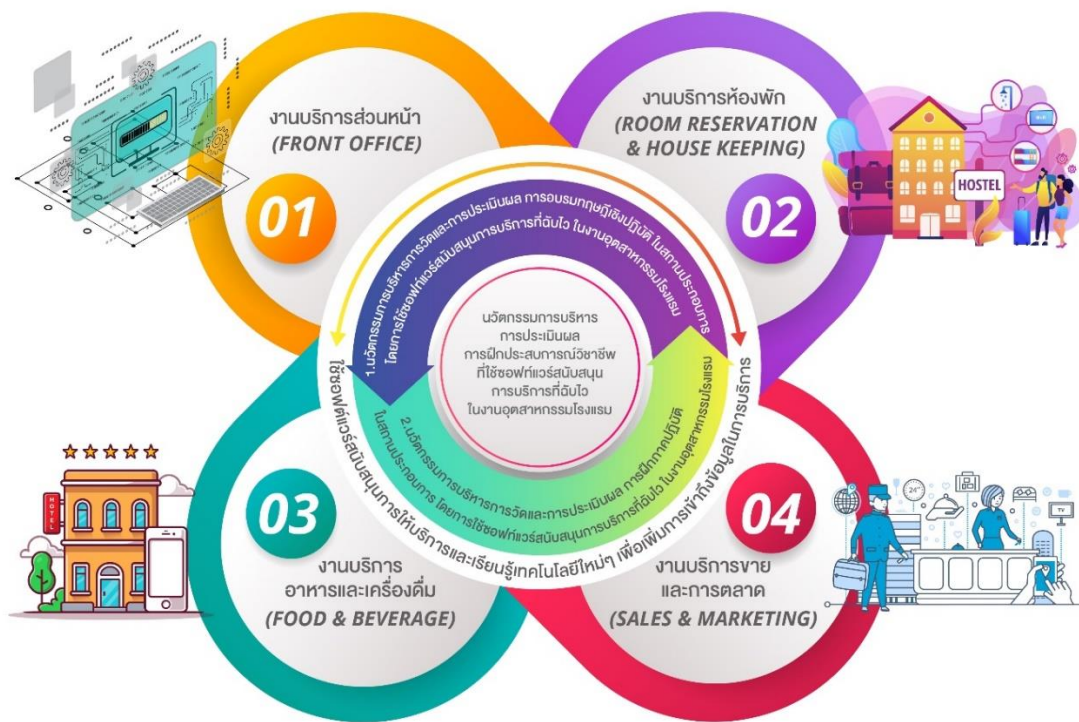 งานบริการส่วนหน้า
(FRONT OFFICE)
01
งานบริการห้องพัก
(ROOM RESERVATION
& HOUSE KEEPING)
02
HOSTEL
1.นวัตกรรมการบริหารการวัดและการประเมินผล การอบรมทฤษฎีเชิงปฏิบัติ ในสถานประกอบการ
โดยการใช้ซอฟท์แวร์สนับสนุนการบริการที่ฉับไว ในงานอุตสาหกรรมโรงแรม
นวัตกรรมการบริหาร
การประเมินผล
การฝึกประสบการณ์วิชาชีพ
ที่ใช้ซอฟท์แวร์สนับสนุน
การบริการที่ฉับไว
ในงานอุตสาหกรรมโรงแรม
2.นวัตกรรมการบริหารการวัดและการประเมินผล การฝึกภาคปฏิบัติ
ในสถานประกอบการ โดยการใช้ซอฟท์แวร์สนับสนุนการบริการที่ฉับไว ในงานอุตสาหกรรมโรงแรม
ใช้ซอฟต์แวร์สนับสนุนการให้บริการและเรียนรู้เทคโนโลยีใหม่ๆ เพื่อเพิ่มการเข้าถึงข้อมูลในการบริการ
HOTEL
03
งานบริการ
อาหารและเครื่องดื่ม
(FOOD & BEVERAGE)
04
งานบริการขาย
และการตลาด
(SALES & MARKETING)
24
TV